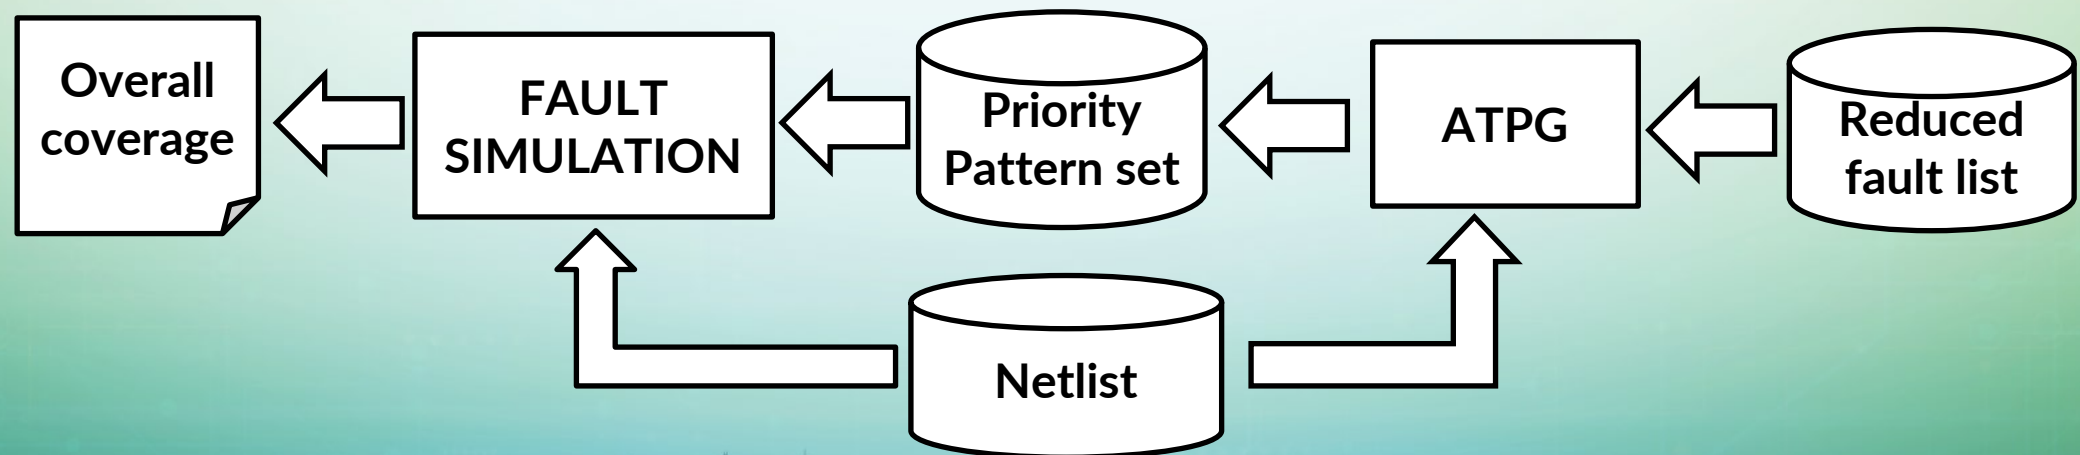 Overall
coverage
FAULT
SIMULATION
Priority
Pattern set
ATPG
Reduced
fault list
Netlist